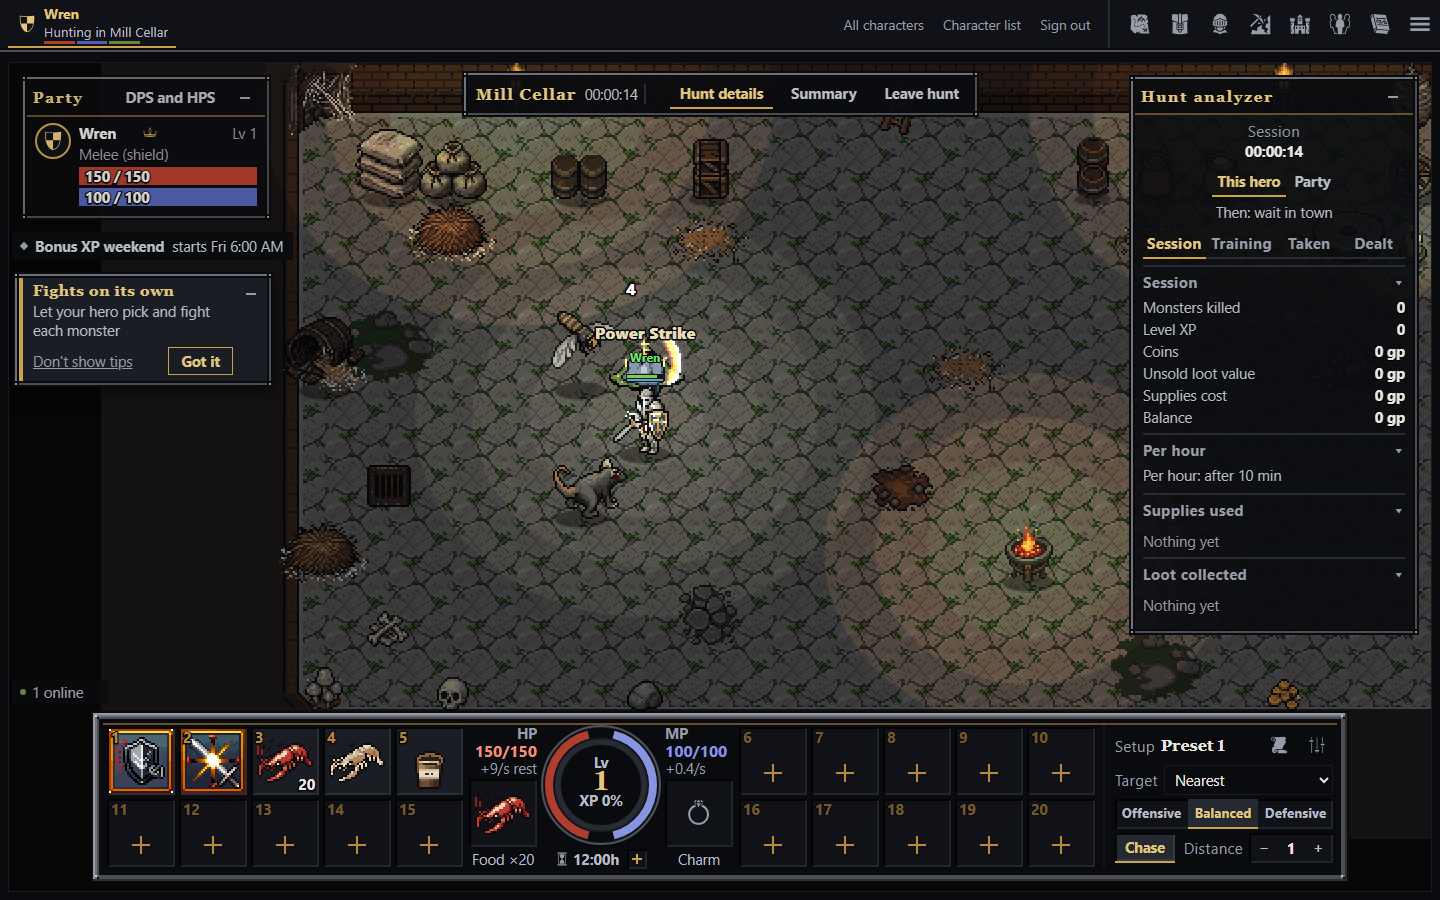 Wren
Hunting in Mill Cellar
All characters
Character list
Sign out
Party
DPS and HPS
Wren
Lv 1
Melee (shield)
150 / 150
100 / 100
Bonus XP weekend starts Fri 6:00 AM
Fights on its own
Let your hero pick and fight
each monster
Don't show tips
Got it
1 online
Mill Cellar 00:00:14
Hunt details
Summary
Leave hunt
4
Power Strike
Wren
Hunt analyzer
Session
00:00:14
This hero
Party
Then: wait in town
Session
Training
Taken
Dealt
Session
Monsters killed 0
Level XP 0
Coins 0 gp
Unsold loot value 0 gp
Supplies cost 0 gp
Balance 0 gp
Per hour
Per hour: after 10 min
Supplies used
Nothing yet
Loot collected
Nothing yet
1
2
3
20
4
5
11
12
13
14
15
HP
150/150
+9/s rest
Food ×20
Lv
1
XP 0%
12:00h
+
MP
100/100
+0.4/s
Charm
6
7
8
9
10
16
17
18
19
20
Setup Preset 1
Target Nearest
Offensive
Balanced
Defensive
Chase
Distance
− 1 +